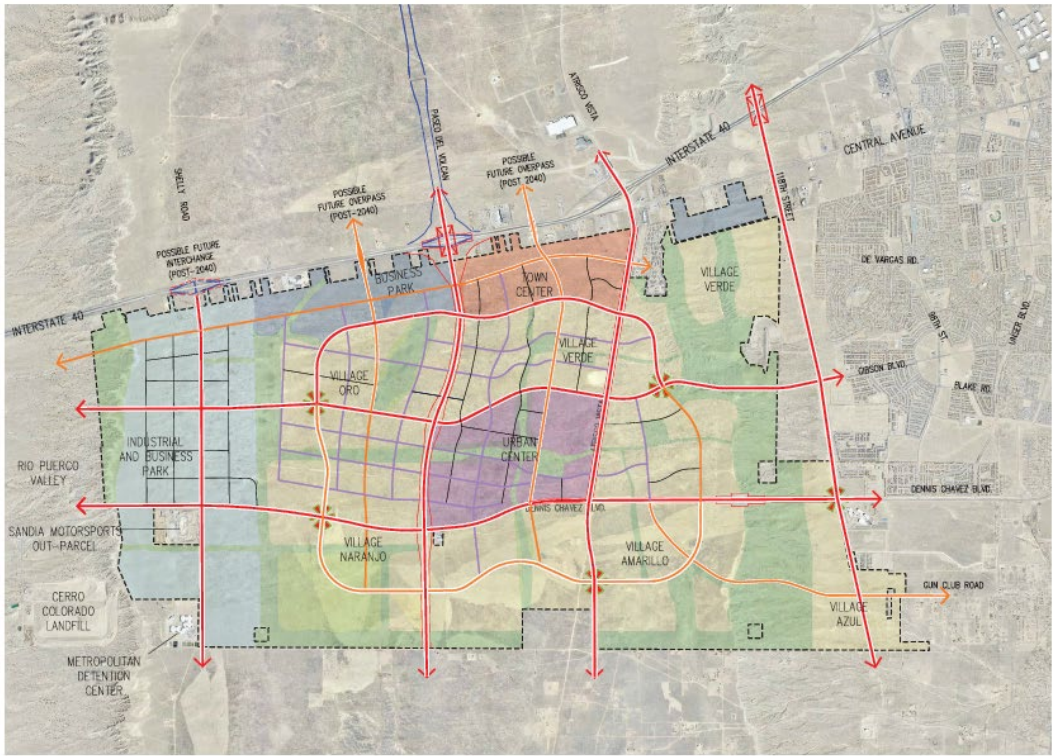 ATRISCO VISTA
PASEO DEL VOLCAN
INTERSTATE 40
CENTRAL AVENUE
SHELLY ROAD
POSSIBLE
FUTURE OVERPASS
(POST 2040)
POSSIBLE
FUTURE OVERPASS
(POST-2040)
118TH STREET
POSSIBLE FUTURE
INTERCHANGE
(POST-2040)
DE VARGAS RD.
BUSINESS
PARK
TOWN
CENTER
VILLAGE
VERDE
INTERSTATE 40
98TH ST.
UNSER BLVD.
VILLAGE
VERDE
VILLAGE
ORO
GIBSON BLVD.
BLAKE RD.
INDUSTRIAL
AND BUSINESS
PARK
URBAN
CENTER
ATRISCO VISTA
RIO PUERCO
VALLEY
DENNIS CHAVEZ BLVD.
DENNIS CHAVEZ BLVD.
SANDIA MOTORSPORTS
OUT-PARCEL
VILLAGE
NARANJO
VILLAGE
AMARILLO
GUN CLUB ROAD
CERRO
COLORADO
LANDFILL
VILLAGE
AZUL
METROPOLITAN
DETENTION
CENTER